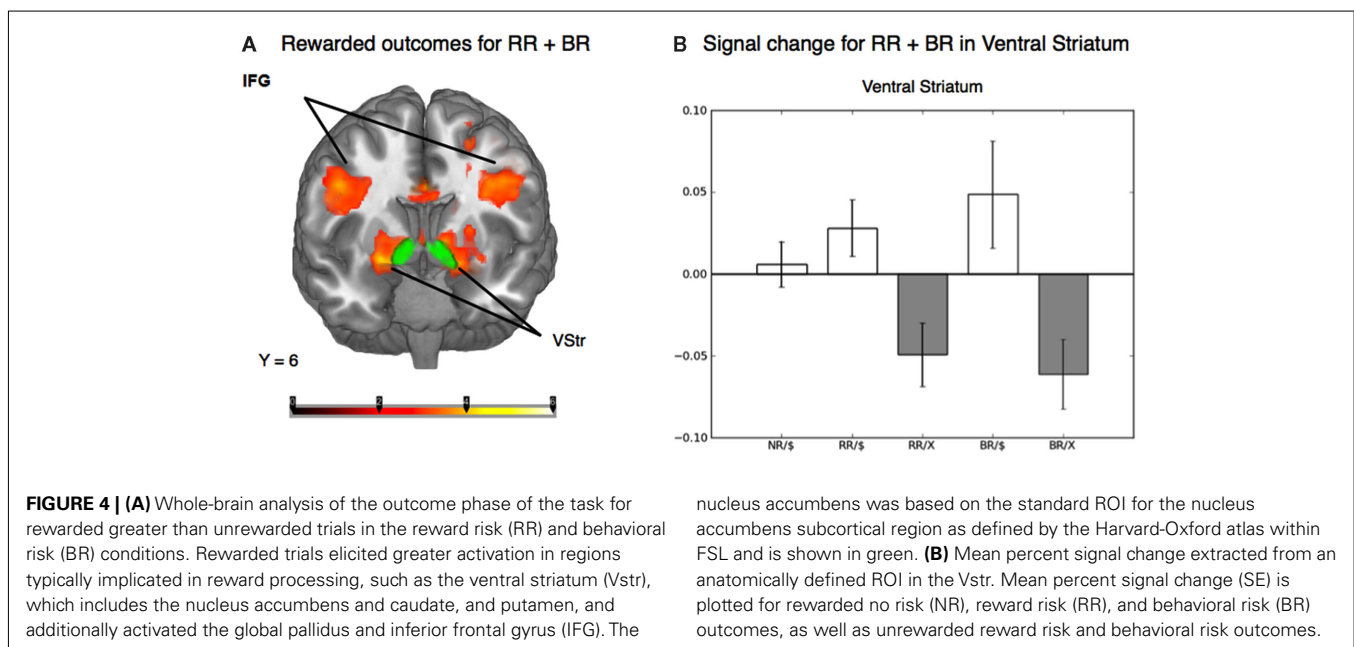 A Rewarded outcomes for RR + BR
IFG
VStr
Y = 6
0 2 4 6
B Signal change for RR + BR in Ventral Striatum
Ventral Striatum
0.10
0.05
0.00
−0.05
−0.10
NR/$ RR/$ RR/X BR/$ BR/X
FIGURE 4 | (A) Whole-brain analysis of the outcome phase of the task for
rewarded greater than unrewarded trials in the reward risk (RR) and behavioral
risk (BR) conditions. Rewarded trials elicited greater activation in regions
typically implicated in reward processing, such as the ventral striatum (Vstr),
which includes the nucleus accumbens and caudate, and putamen, and
additionally activated the global pallidus and inferior frontal gyrus (IFG). The
nucleus accumbens was based on the standard ROI for the nucleus
accumbens subcortical region as defined by the Harvard-Oxford atlas within
FSL and is shown in green. (B) Mean percent signal change extracted from an
anatomically defined ROI in the Vstr. Mean percent signal change (SE) is
plotted for rewarded no risk (NR), reward risk (RR), and behavioral risk (BR)
outcomes, as well as unrewarded reward risk and behavioral risk outcomes.